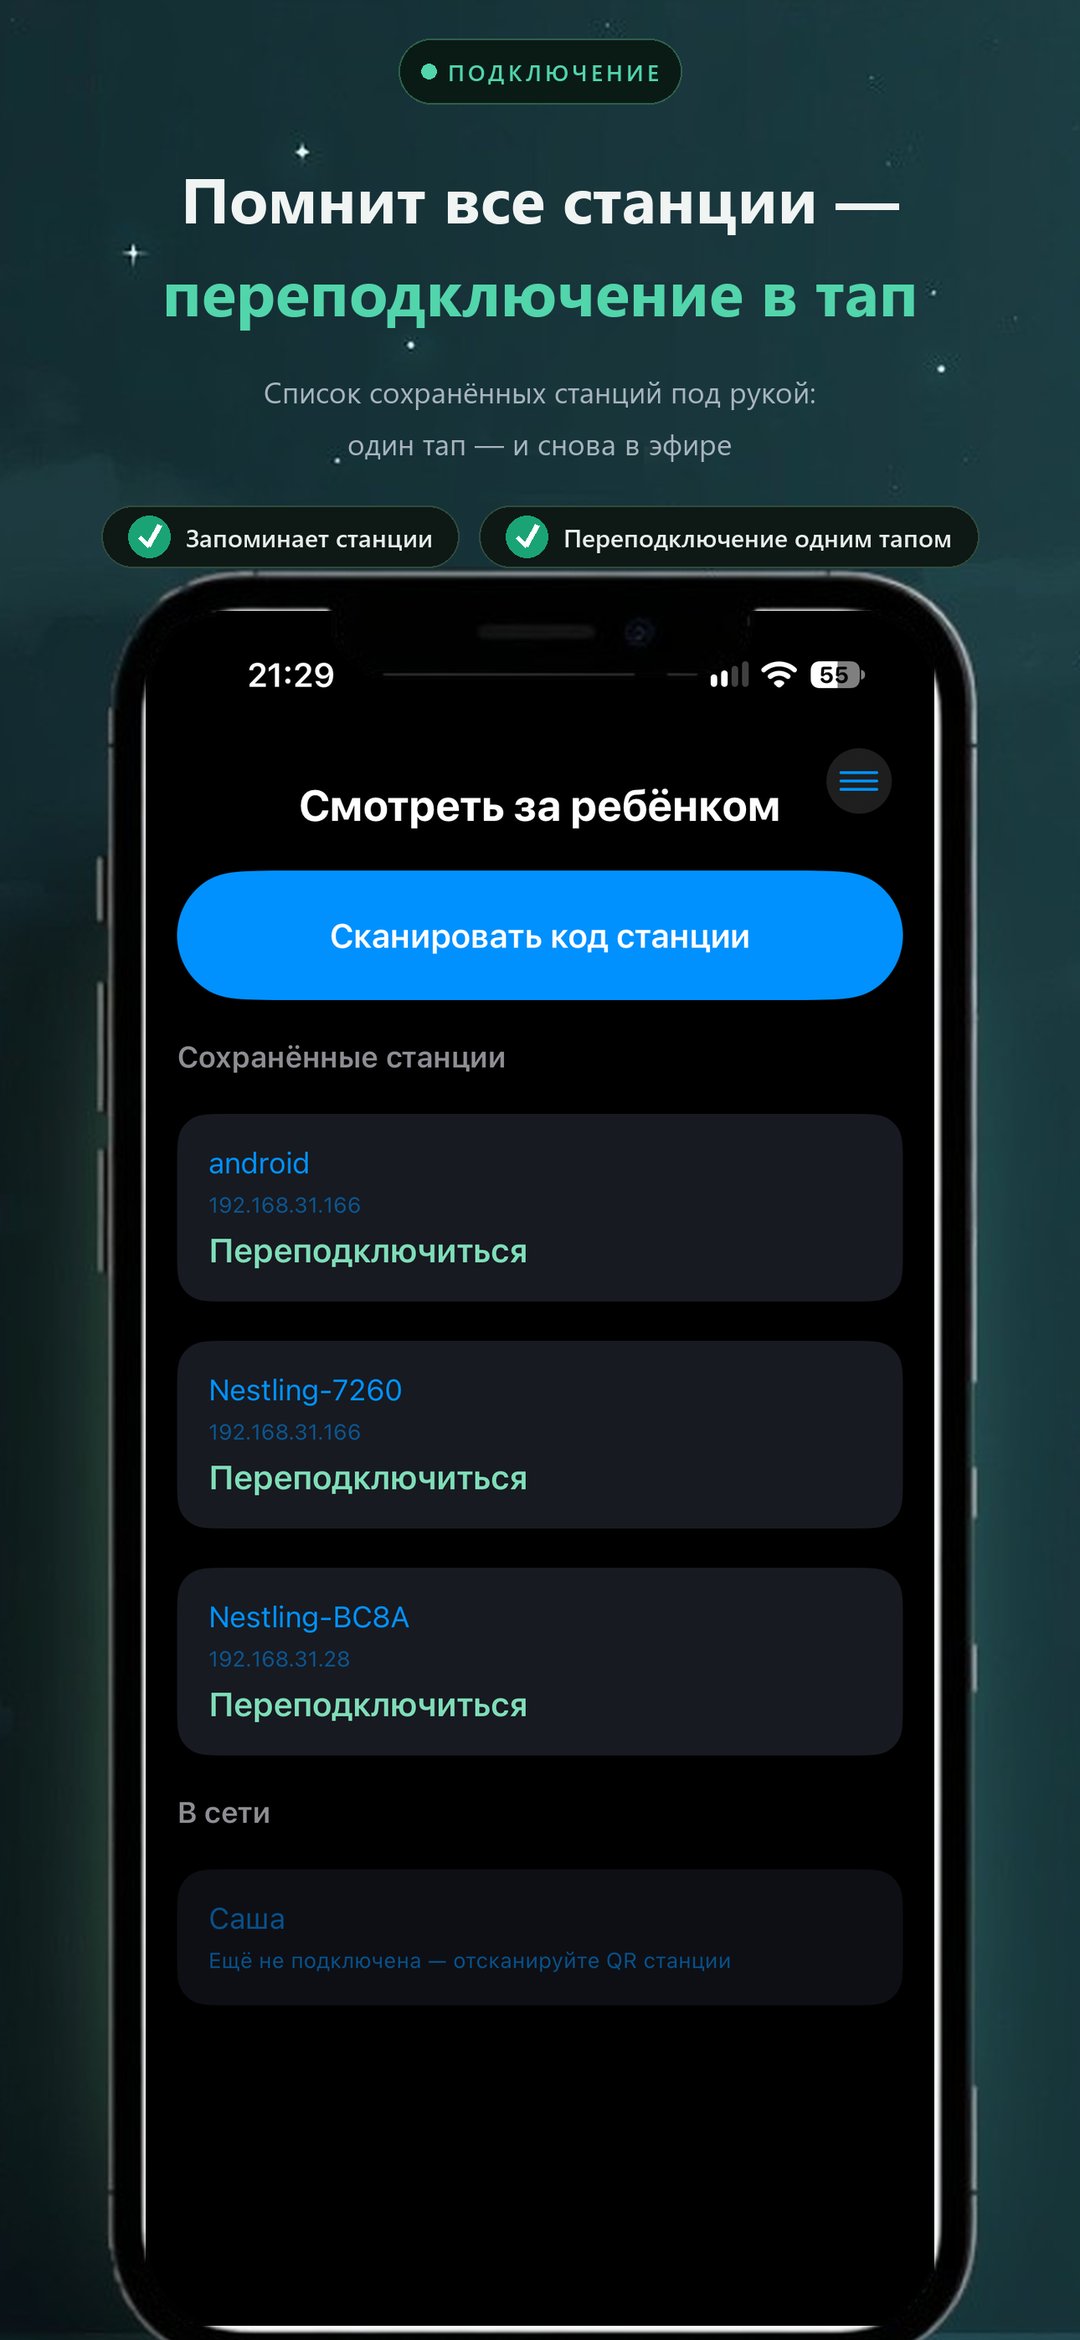 ПОДКЛЮЧЕНИЕ
Помнит все станции —
переподключение в тап
Список сохранённых станций под рукой:
один тап — и снова в эфире
Запоминает станции
Переподключение одним тапом
21:29
55
Смотреть за ребёнком
Сканировать код станции
Сохранённые станции
android
192.168.31.166
Переподключиться
Nestling-7260
192.168.31.166
Переподключиться
Nestling-BC8A
192.168.31.28
Переподключиться
В сети
Саша
Ещё не подключена — отсканируйте QR станции